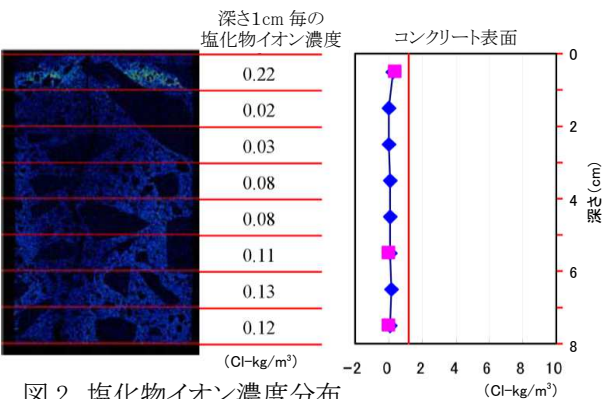 深さ1cm 毎の
塩化物イオン濃度
0.22
0.02
0.03
0.08
0.08
0.11
0.13
0.12
(Cl-kg/m³)
コンクリート表面
0
2
4
6
8
深さ(cm)
-2 0 2 4 6 8 10
(Cl-kg/m³)
図2 塩化物イオン濃度分布